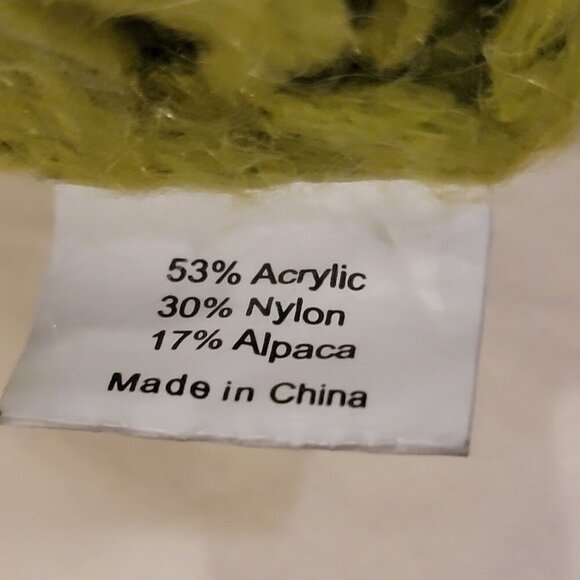 53% Acrylic
30% Nylon
17% Alpaca
Made in China